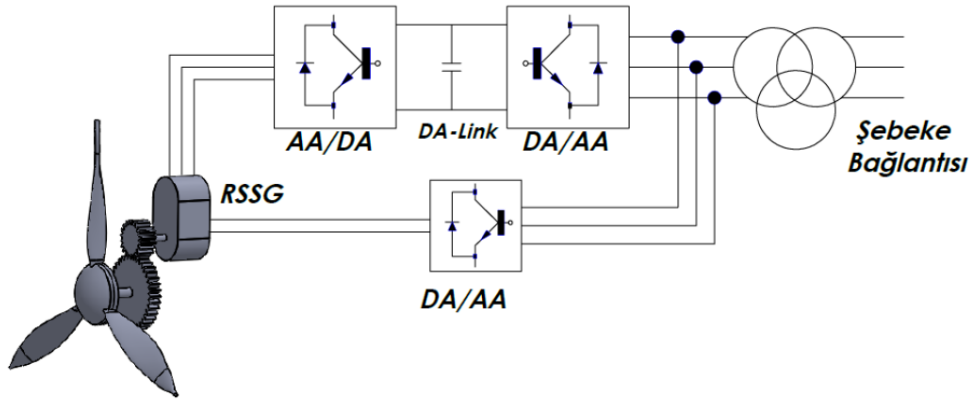 AA/DA
DA-Link
DA/AA
Şebeke
Bağlantısı
RSSG
DA/AA